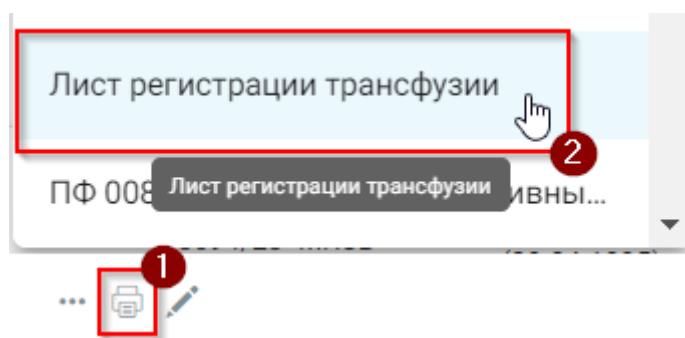 Лист регистрации трансфузии
2
ПФ 008
Лист регистрации трансфузии
ивны...
1
...